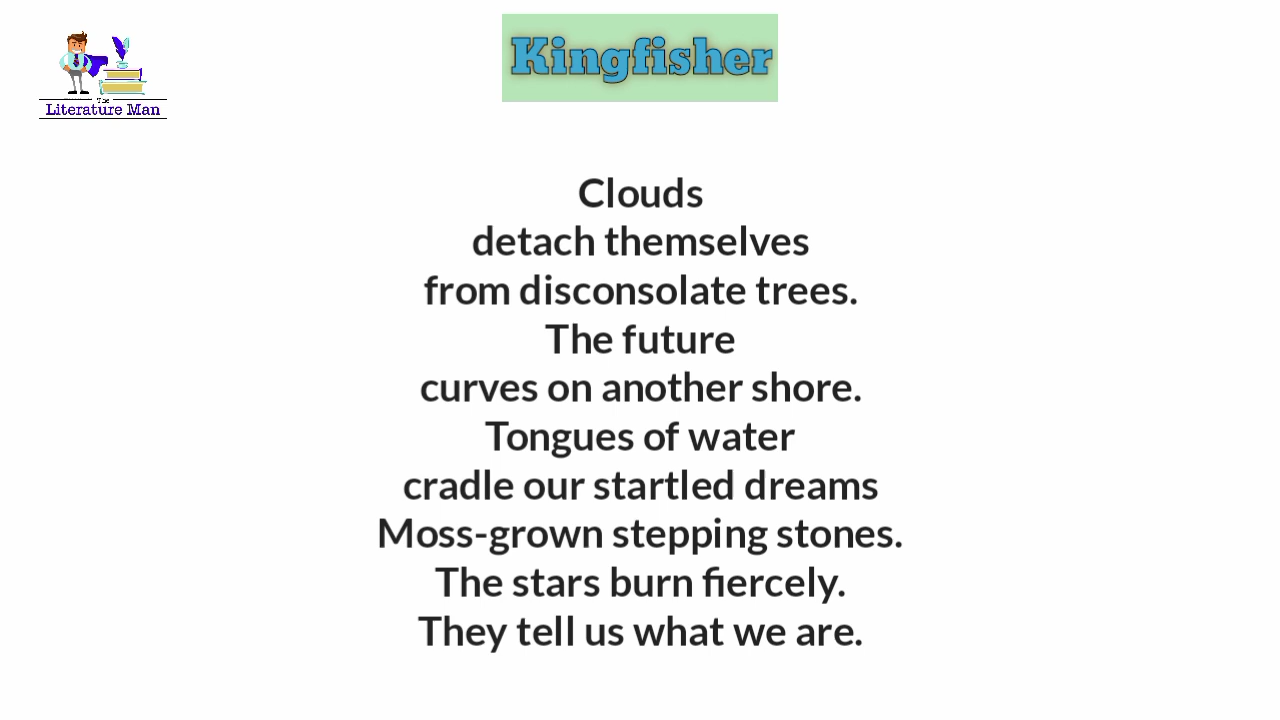 Kingfisher
The
Literature Man
Clouds
detach themselves
from disconsolate trees.
The future
curves on another shore.
Tongues of water
cradle our startled dreams
Moss-grown stepping stones.
The stars burn fiercely.
They tell us what we are.